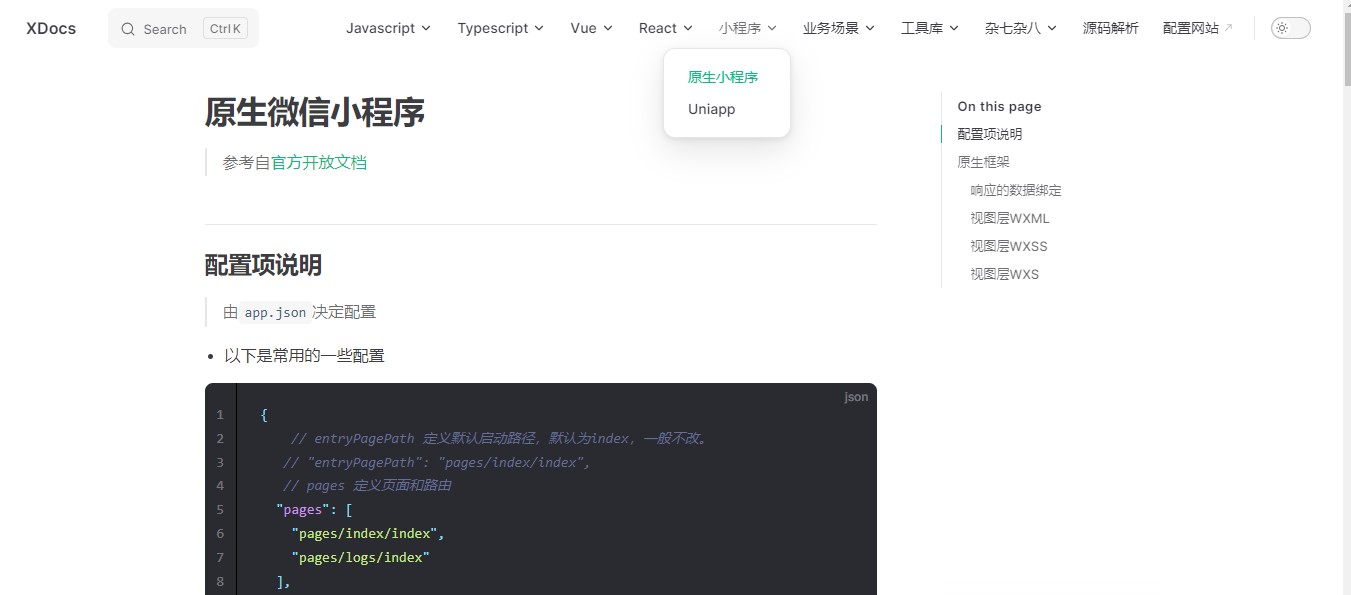 XDocs
Search
Ctrl K
Javascript
Typescript
Vue
React
小程序
业务场景
工具库
杂七杂八
源码解析
配置网站
原生小程序
Uniapp
原生微信小程序
参考自官方开放文档
配置项说明
由 app.json 决定配置
以下是常用的一些配置
json
1 {
2 // entryPagePath 定义默认启动路径，默认为index，一般不改。
3 // "entryPagePath": "pages/index/index",
4 // pages 定义页面和路由
5 "pages": [
6 "pages/index/index",
7 "pages/logs/index"
8 ],
On this page
配置项说明
原生框架
响应的数据绑定
视图层WXML
视图层WXSS
视图层WXS